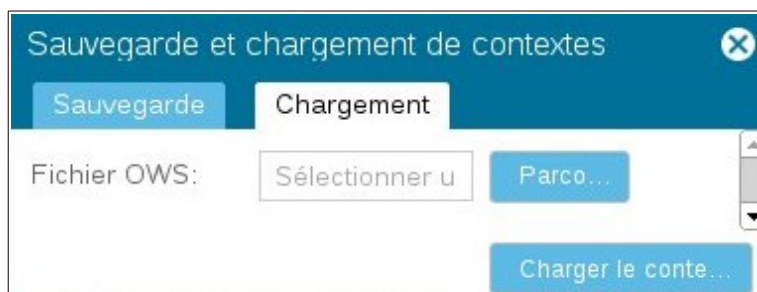 Sauvegarde et chargement de contextes
Sauvegarde Chargement
Fichier OWS: Sélectionner u Parco...
Charger le conte...